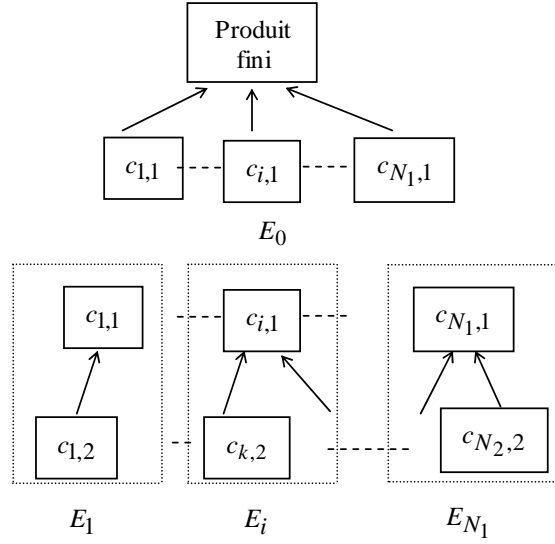 Produit
fini
c1,1
ci,1
cN1,1
E0
c1,1
ci,1
cN1,1
c1,2
ck,2
cN2,2
E1
Ei
EN1